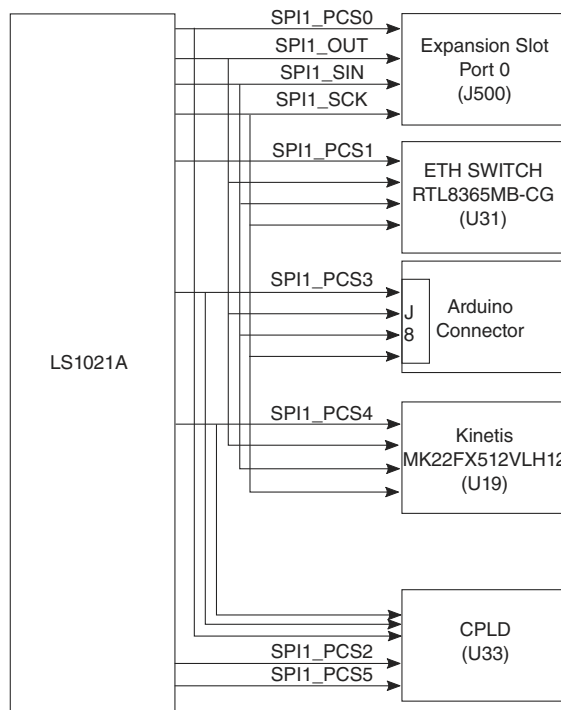 SPI1_PCS0
SPI1_OUT
SPI1_SIN
SPI1_SCK
Expansion Slot
Port 0
(J500)
SPI1_PCS1
ETH SWITCH
RTL8365MB-CG
(U31)
SPI1_PCS3
J
8
Arduino
Connector
LS1021A
SPI1_PCS4
Kinetis
MK22FX512VLH12
(U19)
CPLD
(U33)
SPI1_PCS2
SPI1_PCS5